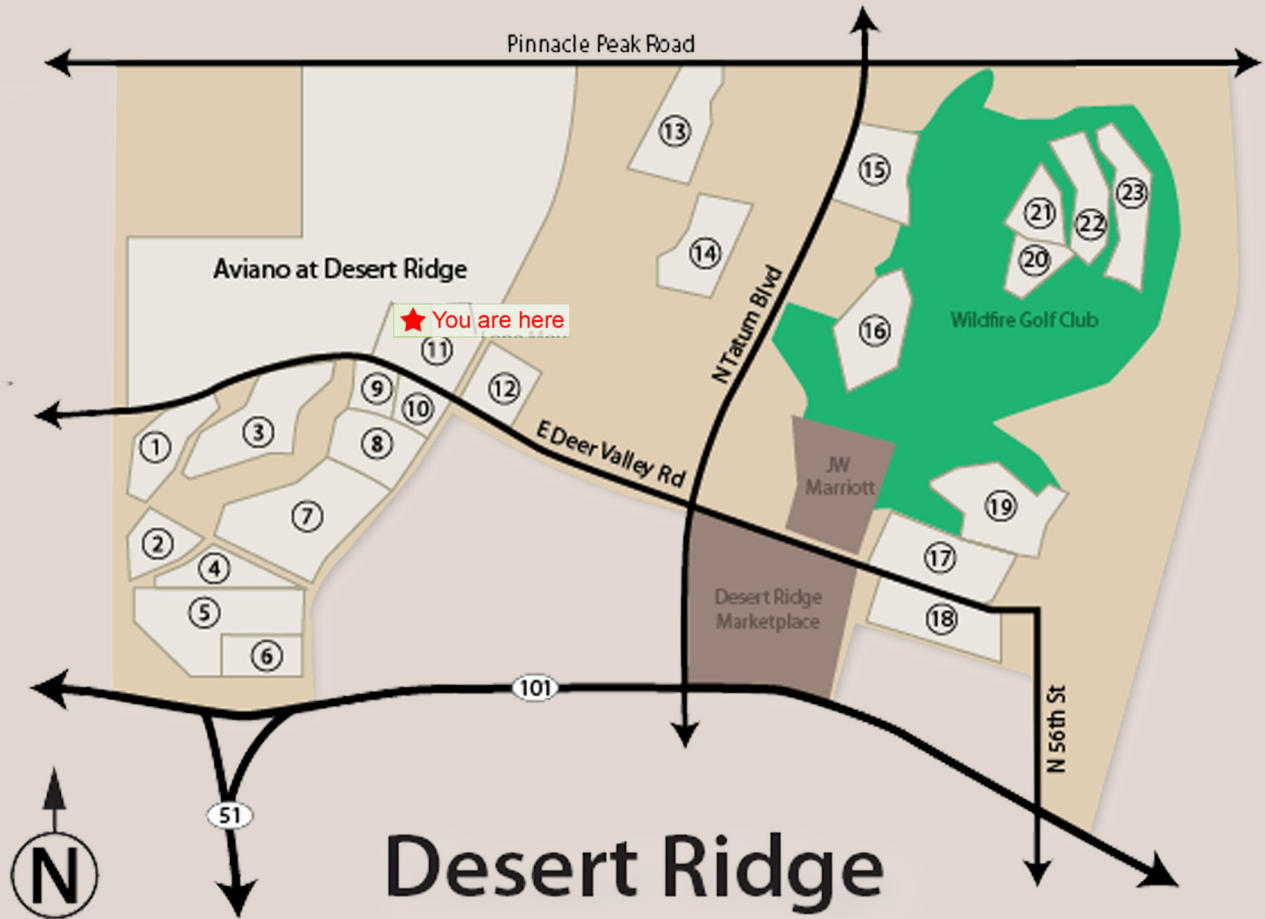 Pinnacle Peak Road
13
15
23
21
22
14
20
Aviano at Desert Ridge
You are here
N Tatum Blvd
16
Wildfire Golf Club
11
9
12
10
3
1
8
E Deer Valley Rd
JW
Marriott
7
19
2
4
17
5
Desert Ridge
Marketplace
18
6
101
N 56th St
51
N
Desert Ridge